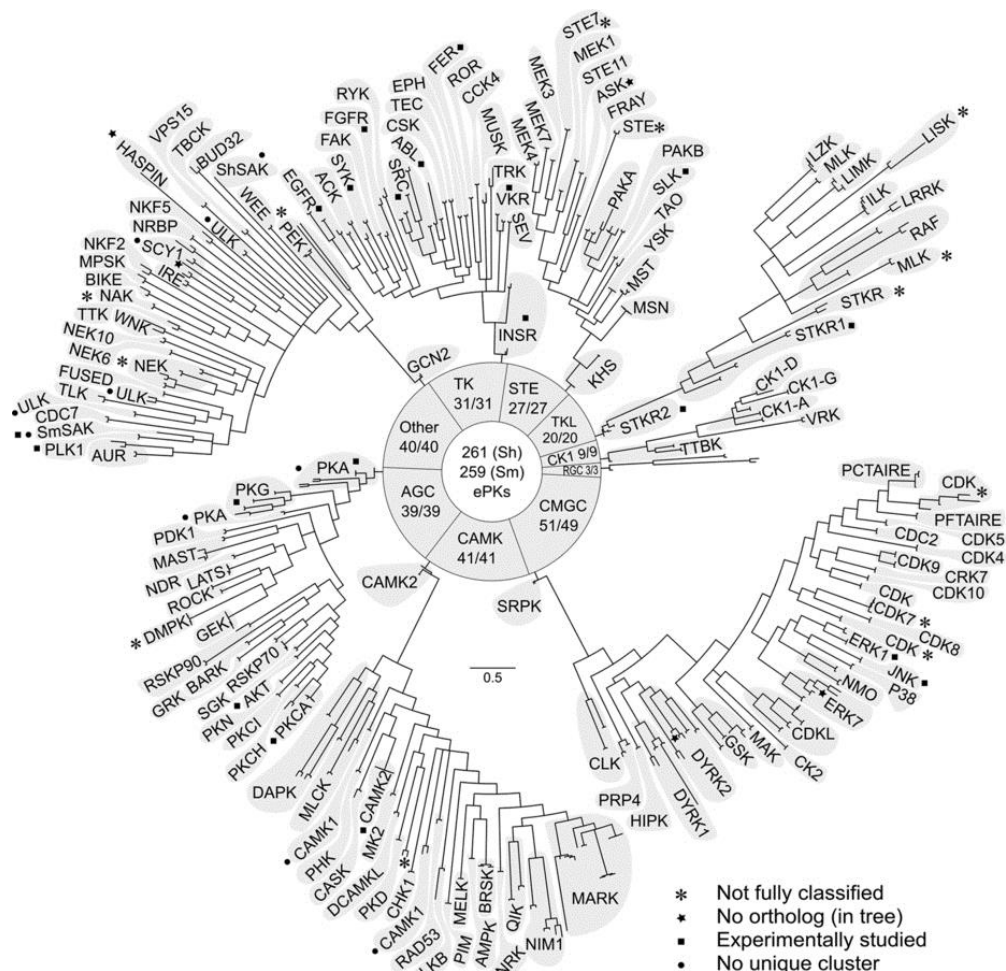 STE7*
MEK1
STE11
ASK★
FRAY
STE*
MEK3
MEK7
MEK4
FER■
ROR
CCK4
MUSK
TRK
■
VKR
SEV
EPH
TEC
CSK
ABL■
SRC■
RYK
FGFR■
FAK
SYK■
ACK
EGFR■
INSR■
PAKB
SLK■
TAO
PAKA
YSK
MST
MSN
KHS
★HASPIN
VPS15
TBCK
BUD32
ShSAK●
WEE
*
PEK
ULK●
NKF5
NRBP
●SCY1
★
IRE
NKF2
MPSK
BIKE
* NAK
TTK WNK
NEK10
NEK6 * NEK
FUSED
TLK ●ULK
●ULK
CDC7
■ ● SmSAK
■ PLK1
AUR
GCN2
LZK
MLK
LIMK
LISK *
ILK
LRRK
RAF
MLK *
STKR *
STKR1■
STKR2 ■
CK1-D
CK1-G
CK1-A
VRK
TTBK
TK
31/31
STE
27/27
TKL
20/20
CK1 9/9
RGC 3/3
CMGC
51/49
CAMK
41/41
AGC
39/39
Other
40/40
261 (Sh)
259 (Sm)
ePKs
● PKA ■
PKG
■
● PKA
PDK1
MAST
NDR LATS
ROCK
* DMPK
GEK
RSKP90
GRK BARK
SGK RSKP70
PKN ■ AKT
PKCI
PKCH ■ PKCA
CAMK2
SRPK
0.5
PCTAIRE
CDK *
PFTAIRE
CDK5
CDC2
CDK4
CDK9
CRK7
CDK10
CDK
CDK7 *
CDK8
CDK *
ERK1 ■
JNK ■
P38
NMO
★ERK7
CDKL
CK2
MAK
GSK
DYRK2
★
DYRK1
HIPK
PRP4
CLK
DAPK
MLCK
● CAMK1
PHK
CASK
■ MK2
CAMK2
DCAMKL
PKD
CHK1 *
● CAMK1
RAD53
LKB
PIM
MELK
AMPK
BRSK
NRK
QIK
NIM1
MARK
* Not fully classified
★ No ortholog (in tree)
■ Experimentally studied
● No unique cluster